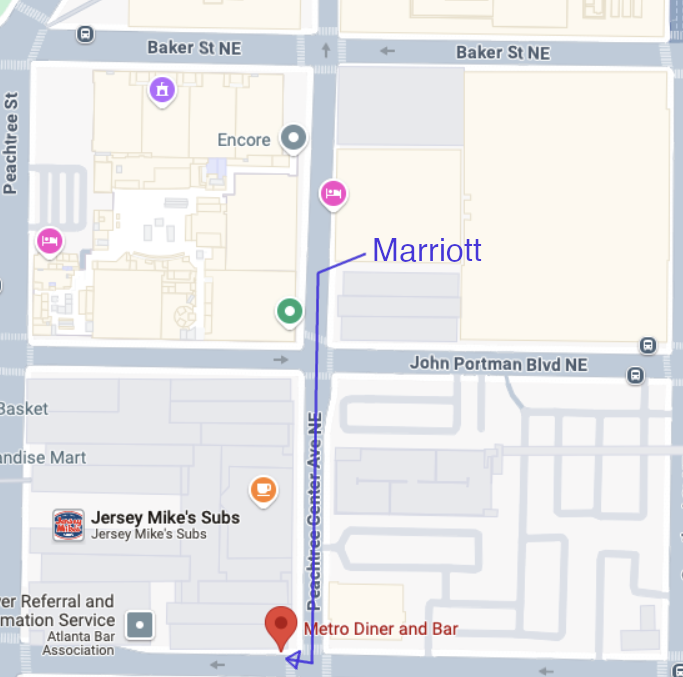 Baker St NE
Baker St NE
Peachtree St
Encore
Marriott
John Portman Blvd NE
Basket
andise Mart
Peachtree Center Ave NE
Jersey Mike's Subs
Jersey Mike's Subs
ver Referral and
mation Service
Atlanta Bar
Association
Metro Diner and Bar